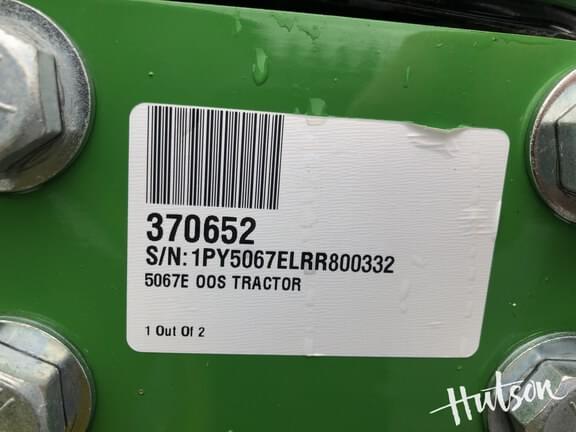 370652
S/N: 1PY5067ELRR800332
5067E OOS TRACTOR
1 Out Of 2
Hutson